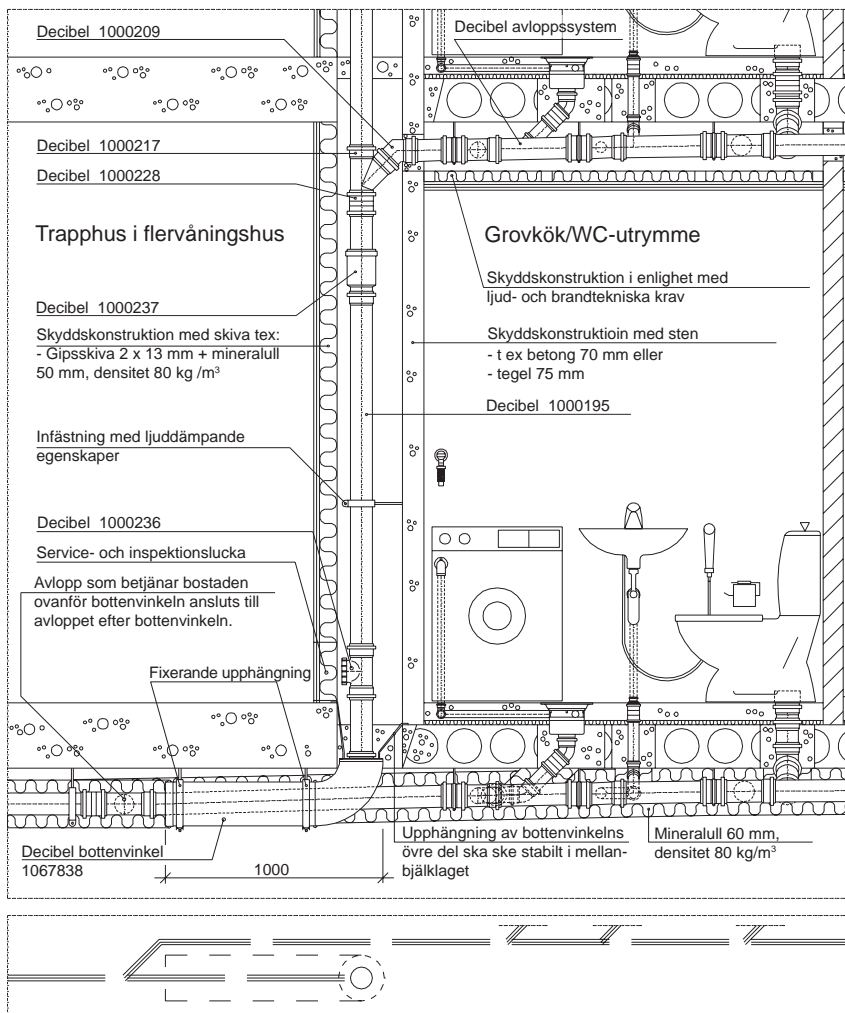 Decibel 1000209
Decibel avloppssystem
Decibel 1000217
Decibel 1000228
Trapphus i flervåningshus
Grovkök/WC-utrymme
Skyddskonstruktion i enlighet med
ljud- och brandtekniska krav
Decibel 1000237
Skyddskonstruktion med skiva tex:
- Gipsskiva 2 x 13 mm + mineralull
50 mm, densitet 80 kg /m³
Skyddskonstruktioin med sten
- t ex betong 70 mm eller
- tegel 75 mm
Decibel 1000195
Infästning med ljuddämpande
egenskaper
Decibel 1000236
Service- och inspektionslucka
Avlopp som betjänar bostaden
ovanför bottenvinkeln ansluts till
avloppet efter bottenvinkeln.
Fixerande upphängning
Decibel bottenvinkel
1067838
1000
Upphängning av bottenvinkelns
övre del ska ske stabilt i mellan-
bjälklaget
Mineralull 60 mm,
densitet 80 kg/m³